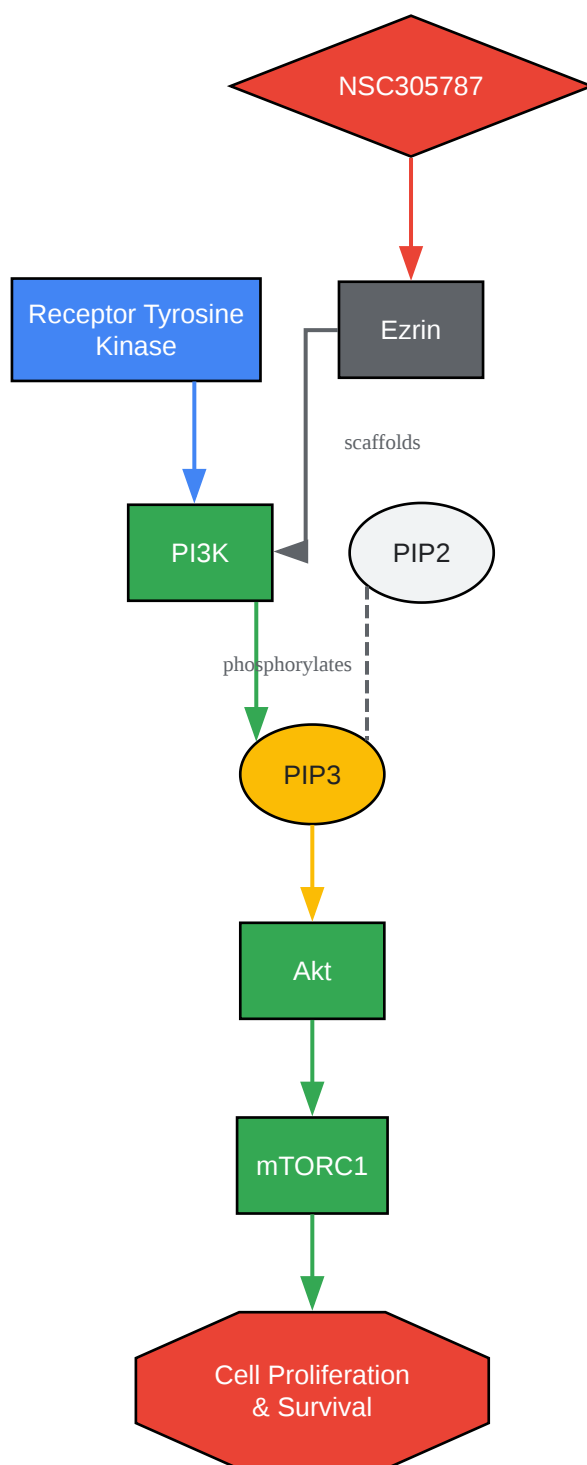 NSC305787
Receptor Tyrosine
Kinase
Ezrin
scaffolds
PI3K
PIP2
phosphorylates
PIP3
Akt
mTORC1
Cell Proliferation
& Survival